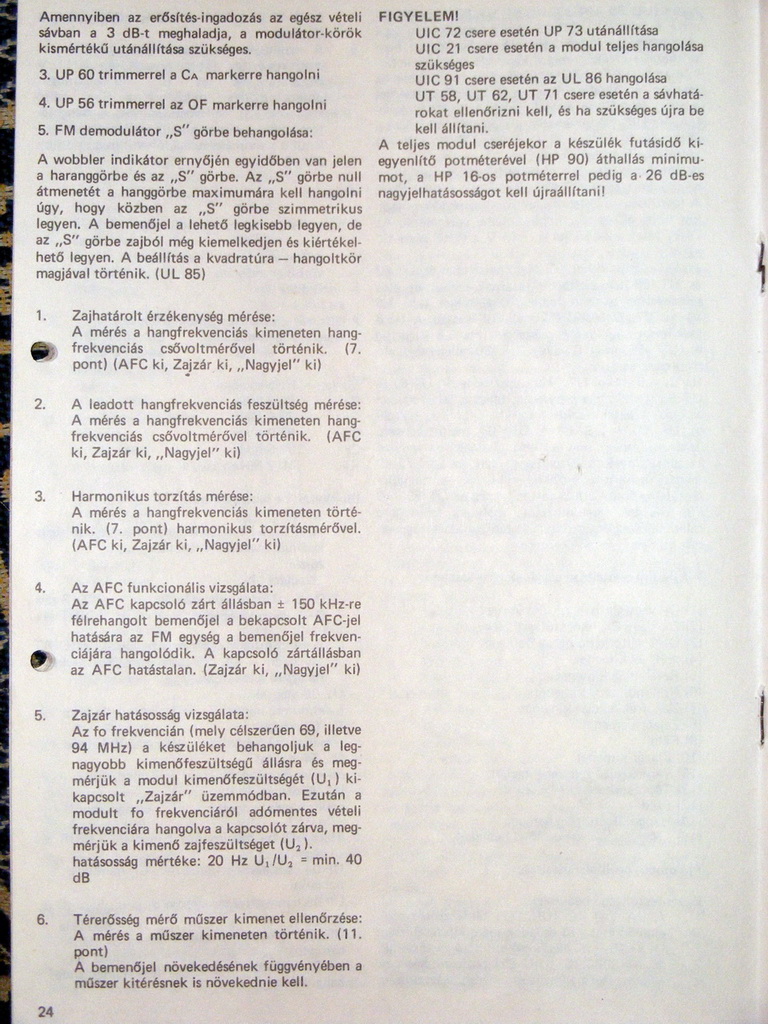 Amennyiben az erősítés-ingadozás az egész vételi
sávban a 3 dB-t meghaladja, a modulátor-körök
kismértékű utánállítása szükséges.
3. UP 60 trimmerrel a CA markerre hangolni
4. UP 56 trimmerrel az OF markerre hangolni
5. FM demodulátor „S” görbe behangolása:
A wobbler indikátor ernyőjén egyidőben van jelen
a haranggörbe és az „S” görbe. Az „S” görbe null
átmenetét a hanggörbe maximumára kell hangolni
úgy, hogy közben az „S” görbe szimmetrikus
legyen. A bemenőjel a lehető legkisebb legyen, de
az „S” görbe zajból még kiemelkedjen és kiértékel-
hető legyen. A beállítás a kvadratúra — hangoltkör
magjával történik. (UL 85)
1. Zajhatárolt érzékenység mérése:
A mérés a hangfrekvenciás kimeneten hang-
frekvenciás csővoltmérővel történik. (7.
pont) (AFC ki, Zajzár ki, „Nagyjel” ki)
2. A leadott hangfrekvenciás feszültség mérése:
A mérés a hangfrekvenciás kimeneten hang-
frekvenciás csővoltmérővel történik. (AFC
ki, Zajzár ki, „Nagyjel” ki)
3. Harmonikus torzítás mérése:
A mérés a hangfrekvenciás kimeneten törté-
nik. (7. pont) harmonikus torzításmérővel.
(AFC ki, Zajzár ki, „Nagyjel” ki)
4. Az AFC funkcionális vizsgálata:
Az AFC kapcsoló zárt állásban ± 150 kHz-re
félrehangolt bemenőjel a bekapcsolt AFC-jel
hatására az FM egység a bemenőjel frekven-
ciájára hangolódik. A kapcsoló zártállásban
az AFC hatástalan. (Zajzár ki, „Nagyjel” ki)
5. Zajzár hatásosság vizsgálata:
Az fo frekvencián (mely célszerűen 69, illetve
94 MHz) a készüléket behangoljuk a leg-
nagyobb kimenőfeszültségű állásra és meg-
mérjük a modul kimenőfeszültségét (U₁) ki-
kapcsolt „Zajzár” üzemmódban. Ezután a
modult fo frekvenciáról adómentes vételi
frekvenciára hangolva a kapcsolót zárva, meg-
mérjük a kimenő zajfeszültséget (U₂).
hatásosság mértéke: 20 Hz U₁/U₂ = min. 40
dB
6. Térerősség mérő műszer kimenet ellenőrzése:
A mérés a műszer kimeneten történik. (11.
pont)
A bemenőjel növekedésének függvényében a
műszer kitérésnek is növekednie kell.
24
FIGYELEM!
UIC 72 csere esetén UP 73 utánállítása
UIC 21 csere esetén a modul teljes hangolása
szükséges
UIC 91 csere esetén az UL 86 hangolása
UT 58, UT 62, UT 71 csere esetén a sávhatá-
rokat ellenőrizni kell, és ha szükséges újra be
kell állítani.
A teljes modul cseréjekor a készülék futásidő ki-
egyenlítő potméterével (HP 90) áthallás minimu-
mot, a HP 16-os potméterrel pedig a 26 dB-es
nagyjelhatásosságot kell újraállítani!